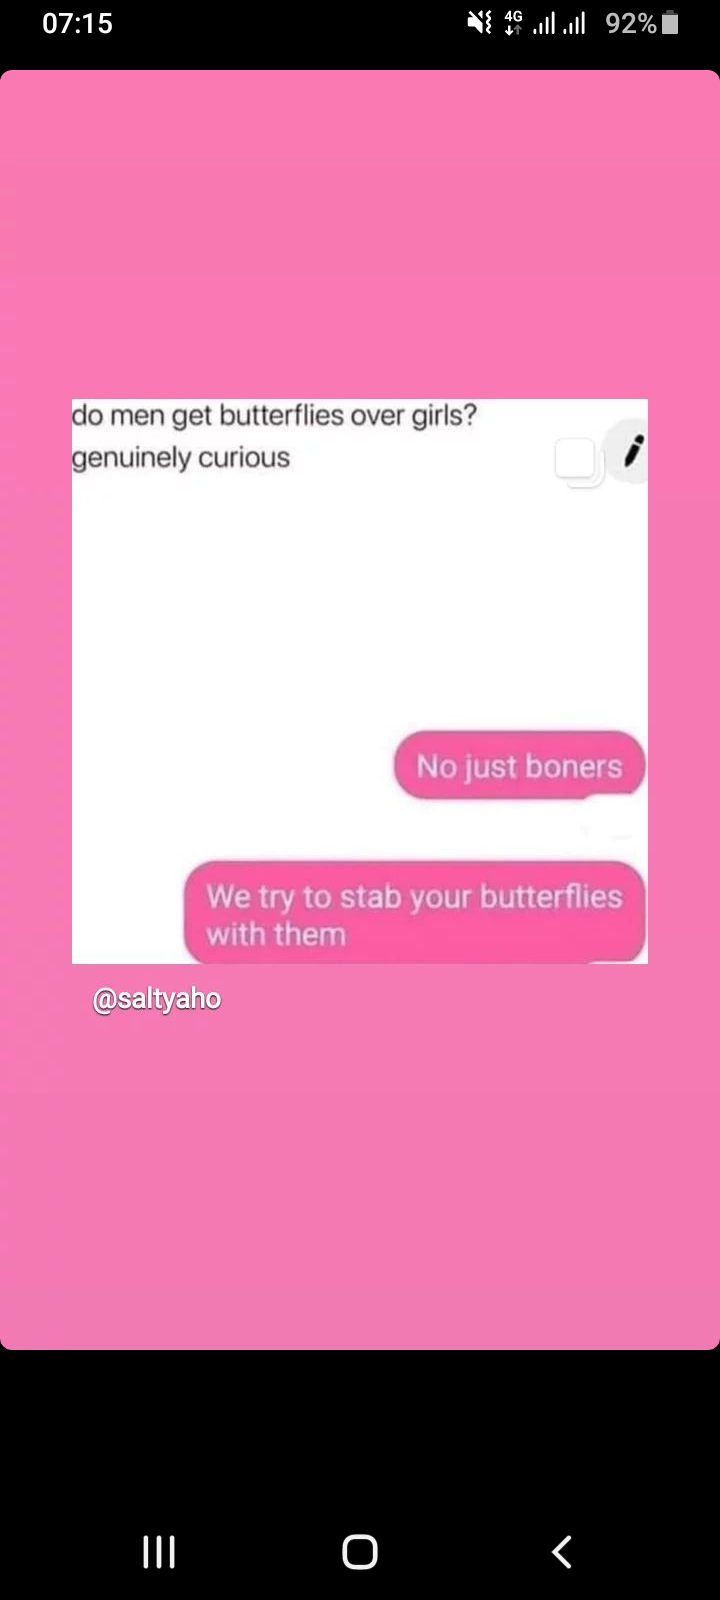 07:15 4G 92%
do men get butterflies over girls?
genuinely curious
No just boners
We try to stab your butterflies
with them
@saltyaho